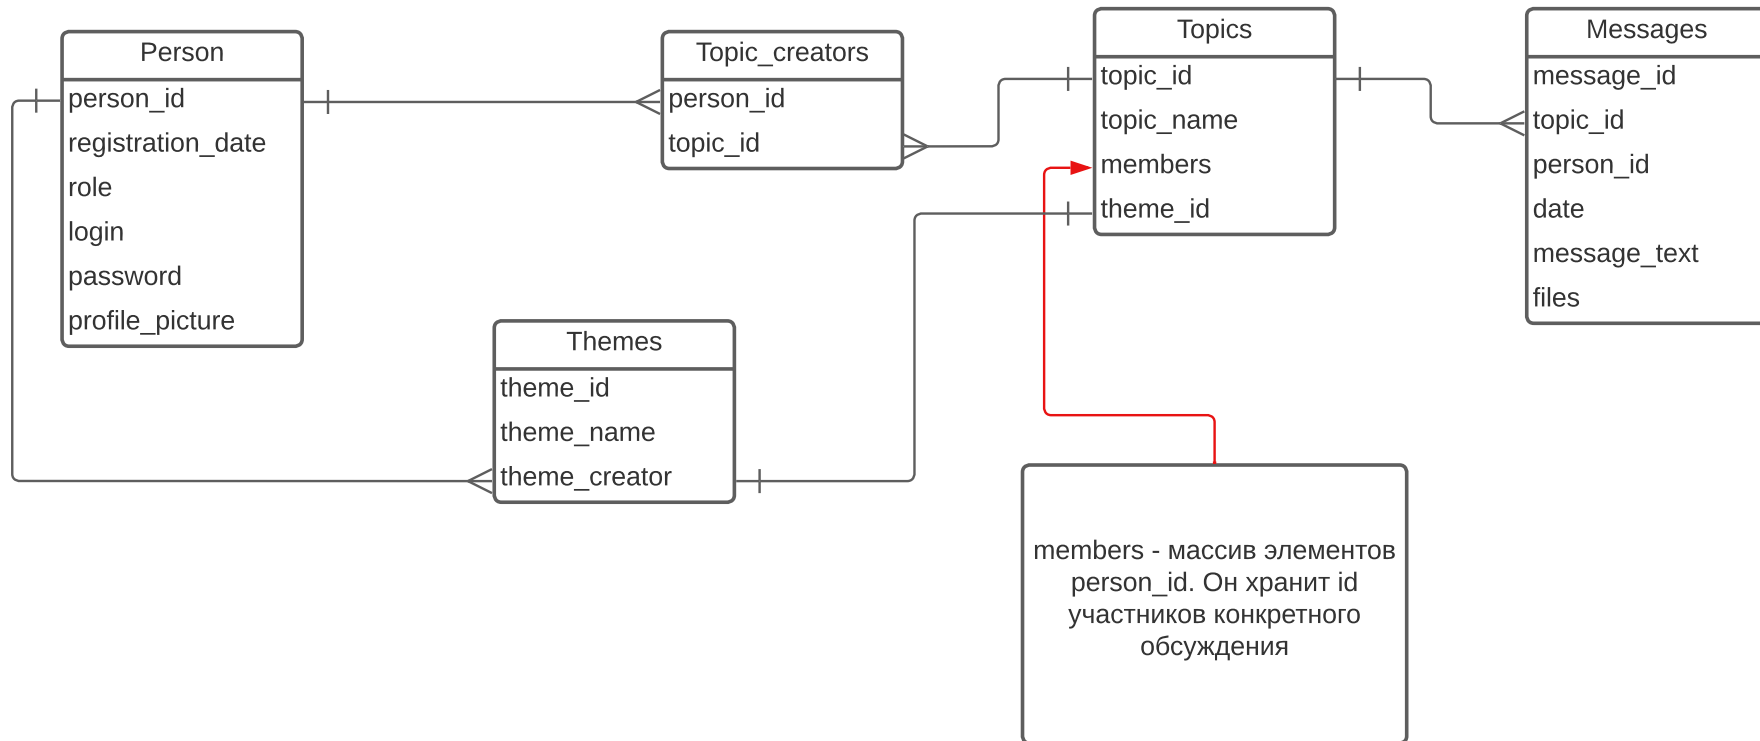 Person
person_id
registration_date
role
login
password
profile_picture
Topic_creators
person_id
topic_id
Topics
topic_id
topic_name
members
theme_id
Messages
message_id
topic_id
person_id
date
message_text
files
Themes
theme_id
theme_name
theme_creator
members - массив элементов
person_id. Он хранит id
участников конкретного
обсуждения